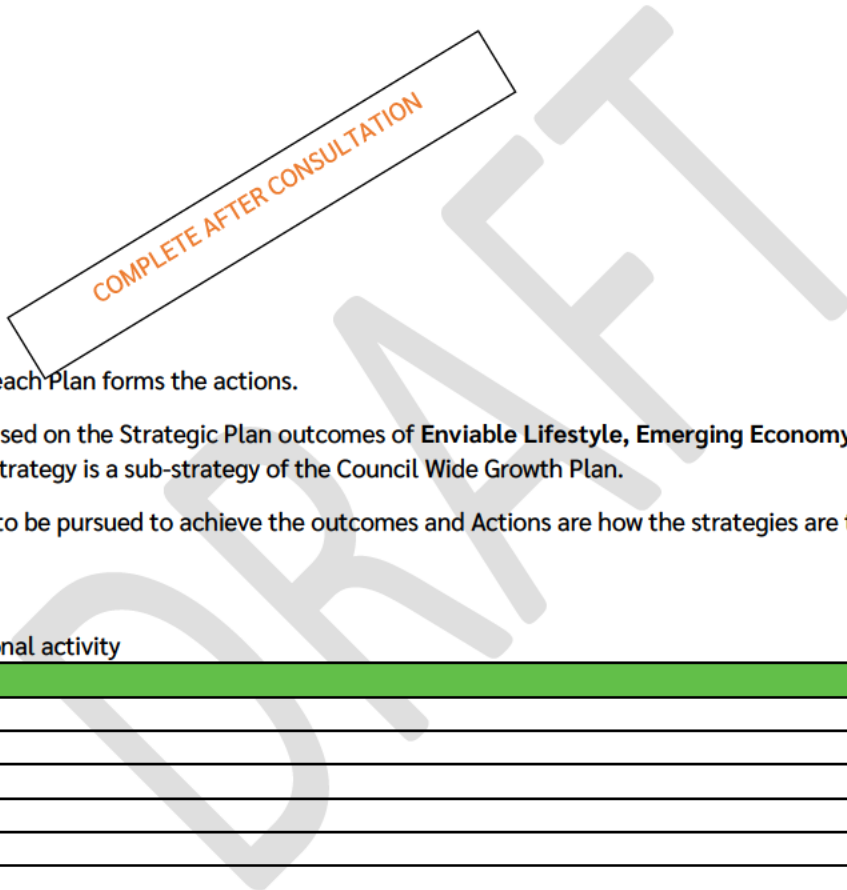 COMPLETE AFTER CONSULTATION
each Plan forms the actions.
sed on the Strategic Plan outcomes of Enviable Lifestyle, Emerging Economy
trategy is a sub-strategy of the Council Wide Growth Plan.
to be pursued to achieve the outcomes and Actions are how the strategies are
nal activity
DRAFT